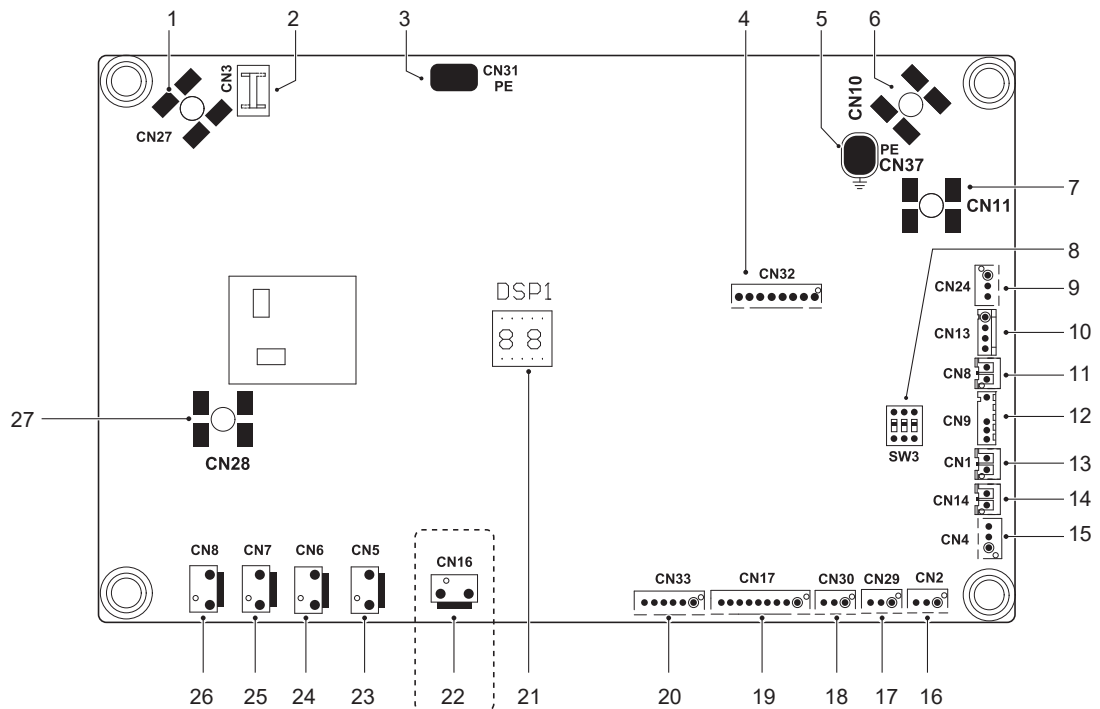 1 2 3 4 5 6
CN3
CN31
PE
CN10
CN27
PE
CN37
7
CN11
8
CN32
CN24
9
DSP1
CN13
10
88
CN8
11
27
CN9
12
SW3
CN28
CN1
13
CN14
14
CN4
15
CN8 CN7 CN6 CN5 CN16 CN33 CN17 CN30 CN29 CN2
26 25 24 23 22 21 20 19 18 17 16